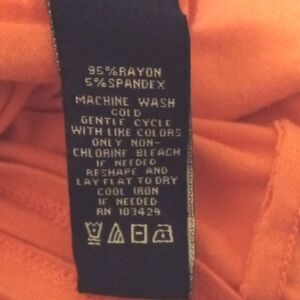 95% RAYON
5% SPANDEX
MACHINE WASH
COLD
GENTLE CYCLE
WITH LIKE COLORS
ONLY NON-
CHLORINE BLEACH
IF NEEDED
RESHAPE AND
LAY FLAT TO DRY
COOL IRON
IF NEEDED
RN 103429